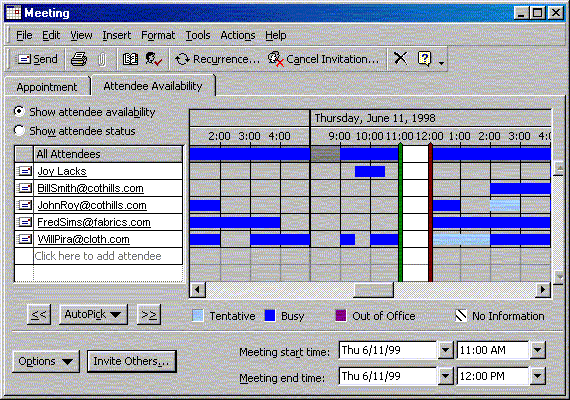 Meeting
File Edit View Insert Format Tools Actions Help
Send Recurrence... Cancel Invitation...
Appointment Attendee Availability
Show attendee availability
Show attendee status
Thursday, June 11, 1998
1:00 2:00 3:00 4:00 9:00 10:00 11:00 12:00 1:00 2:00 3:00 4:0
All Attendees
Joy Lacks
BillSmith@cothills.com
JohnRoy@cothills.com
FredSims@fabrics.com
WillPira@cloth.com
Click here to add attendee
<< AutoPick >>
Tentative Busy Out of Office No Information
Options Invite Others...
Meeting start time: Thu 6/11/99 11:00 AM
Meeting end time: Thu 6/11/99 12:00 PM